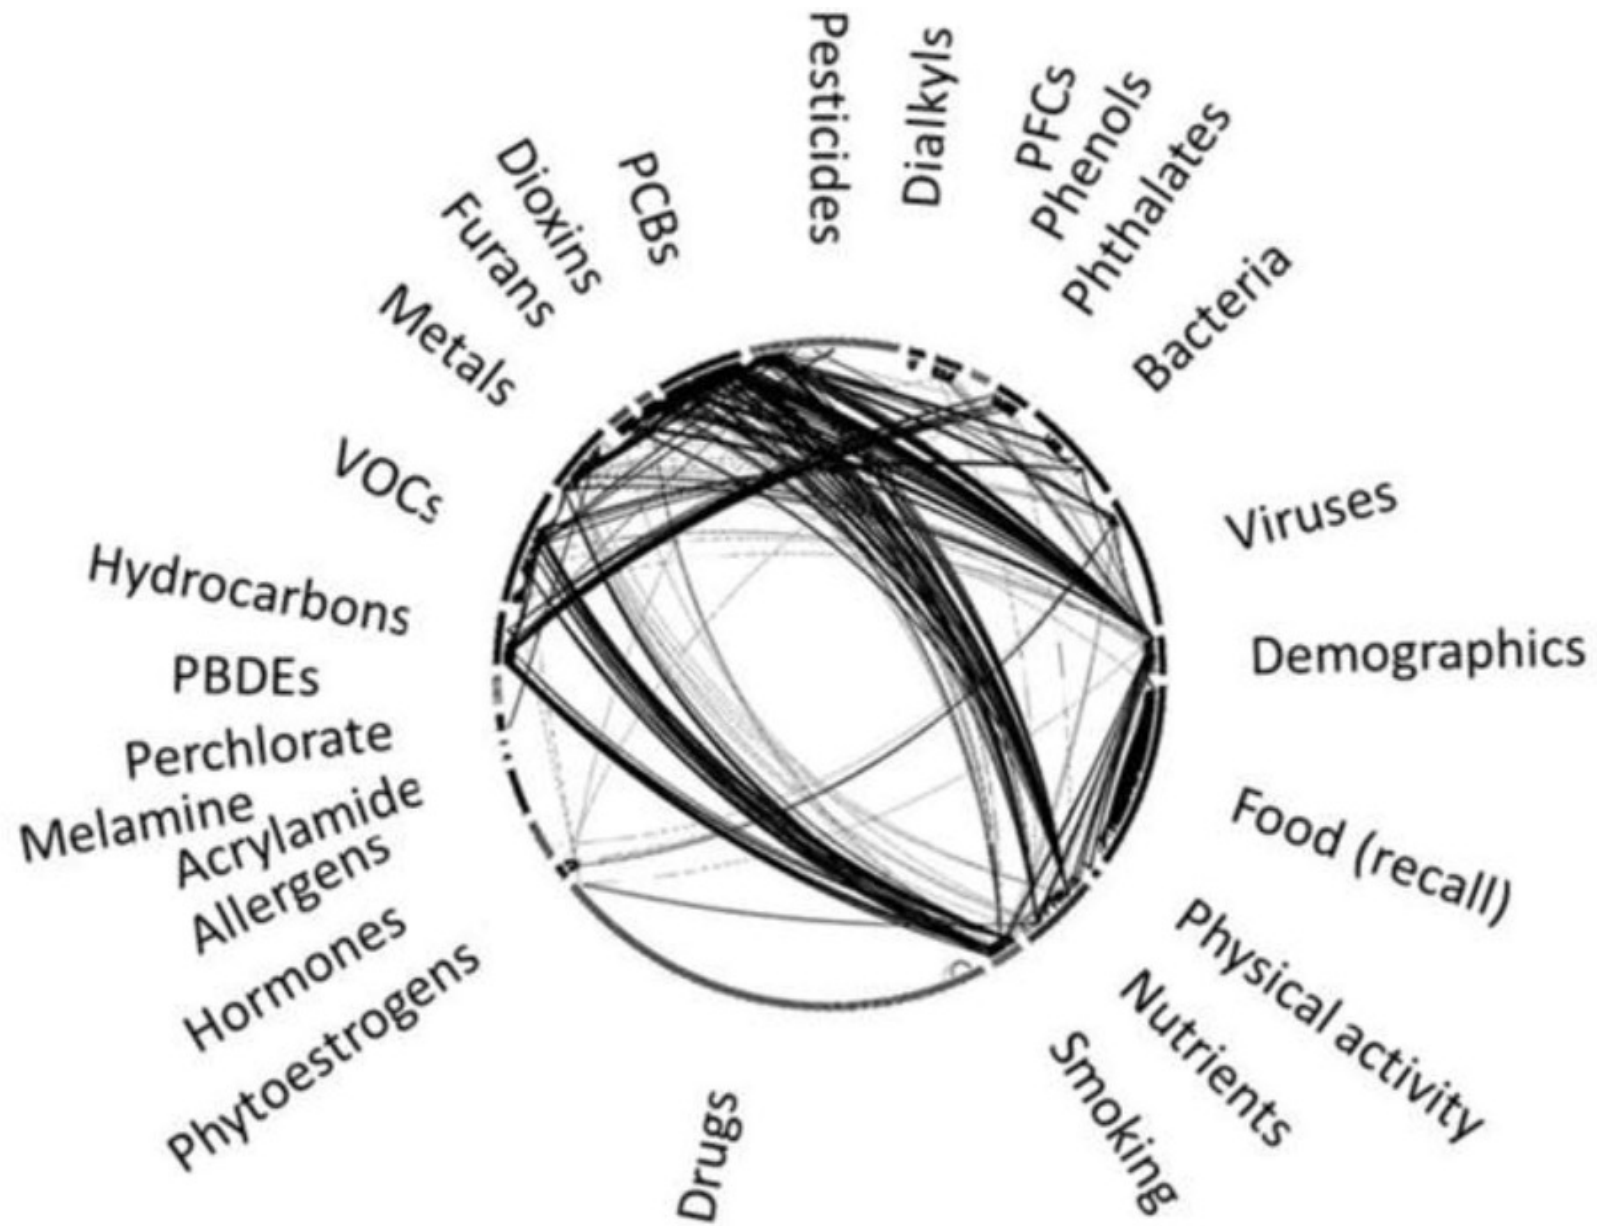 Pesticides
Dialkyls
PFCs
Phenols
Phthalates
Bacteria
Viruses
Demographics
Food (recall)
Physical activity
Nutrients
Smoking
Drugs
Phytoestrogens
Hormones
Allergens
Acrylamide
Melamine
Perchlorate
PBDEs
Hydrocarbons
VOCs
Metals
Furans
Dioxins
PCBs